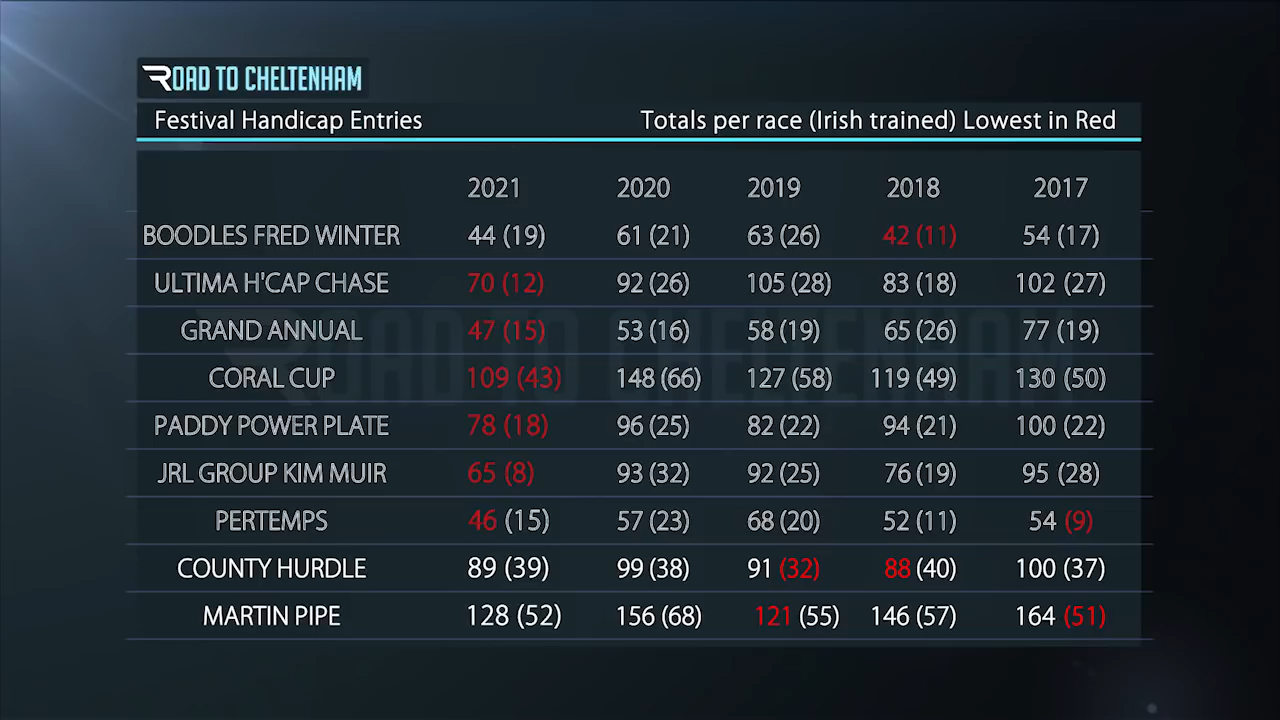 ROAD TO CHELTENHAM
Festival Handicap Entries Totals per race (Irish trained) Lowest in Red
2021 2020 2019 2018 2017
BOODLES FRED WINTER 44 (19) 61 (21) 63 (26) 42 (11) 54 (17)
ULTIMA H'CAP CHASE 70 (12) 92 (26) 105 (28) 83 (18) 102 (27)
GRAND ANNUAL 47 (15) 53 (16) 58 (19) 65 (26) 77 (19)
CORAL CUP 109 (43) 148 (66) 127 (58) 119 (49) 130 (50)
PADDY POWER PLATE 78 (18) 96 (25) 82 (22) 94 (21) 100 (22)
JRL GROUP KIM MUIR 65 (8) 93 (32) 92 (25) 76 (19) 95 (28)
PERTEMPS 46 (15) 57 (23) 68 (20) 52 (11) 54 (9)
COUNTY HURDLE 89 (39) 99 (38) 91 (32) 88 (40) 100 (37)
MARTIN PIPE 128 (52) 156 (68) 121 (55) 146 (57) 164 (51)
ROAD TO CHELTENHAM